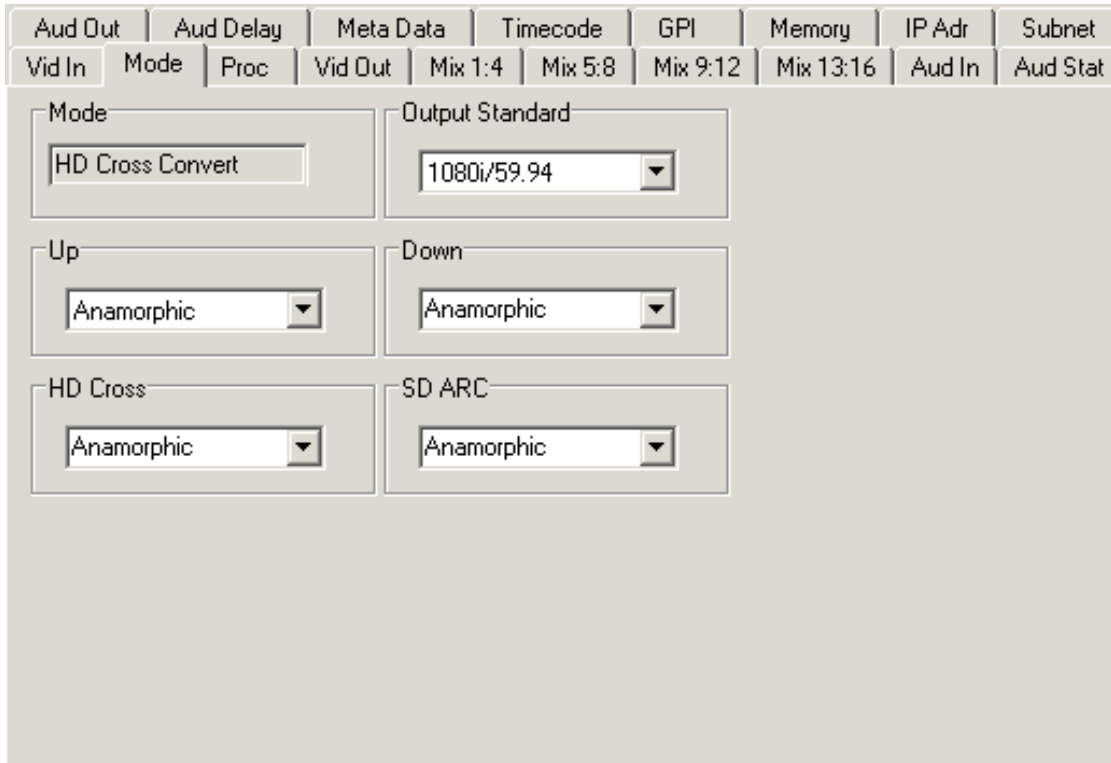 Aud Out Aud Delay Meta Data Timecode GPI Memory IP Adr Subnet
Vid In Mode Proc Vid Out Mix 1:4 Mix 5:8 Mix 9:12 Mix 13:16 Aud In Aud Stat
Mode Output Standard
HD Cross Convert 1080i/59.94
Up Down
Anamorphic Anamorphic
HD Cross SD ARC
Anamorphic Anamorphic